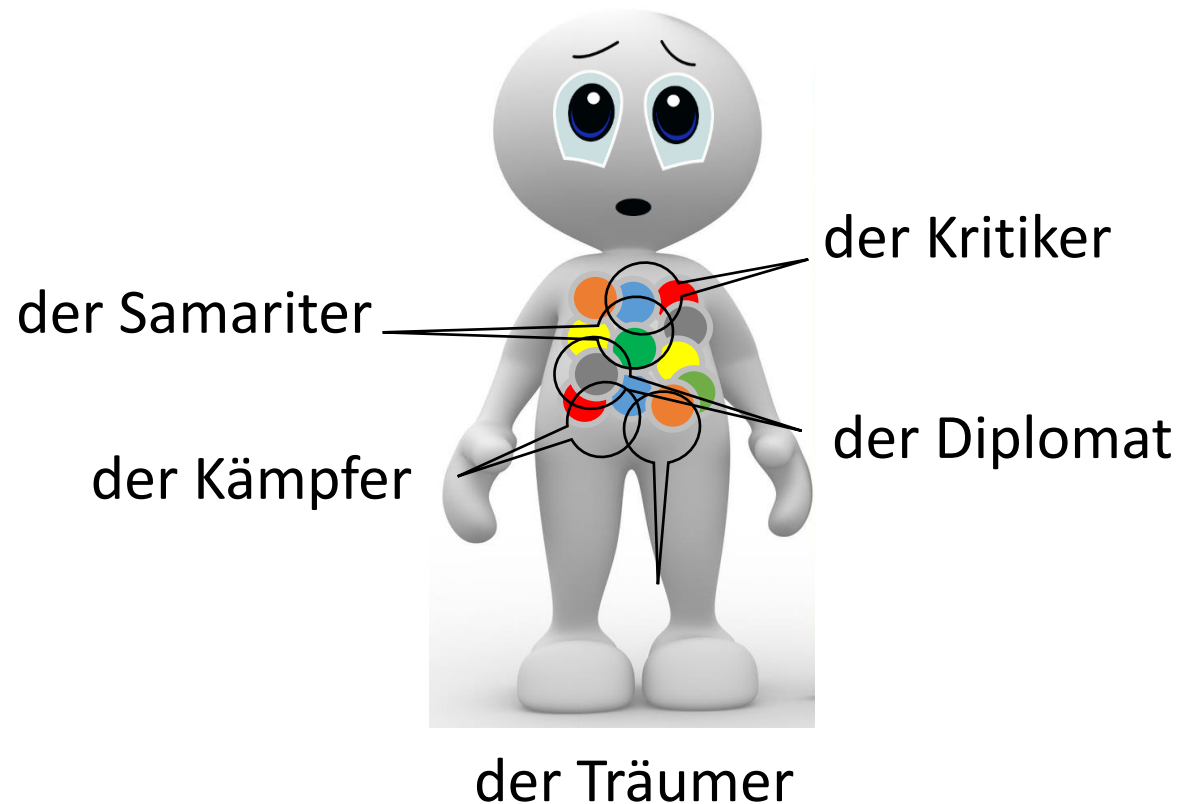 der Kritiker
der Samariter
der Diplomat
der Kämpfer
der Träumer